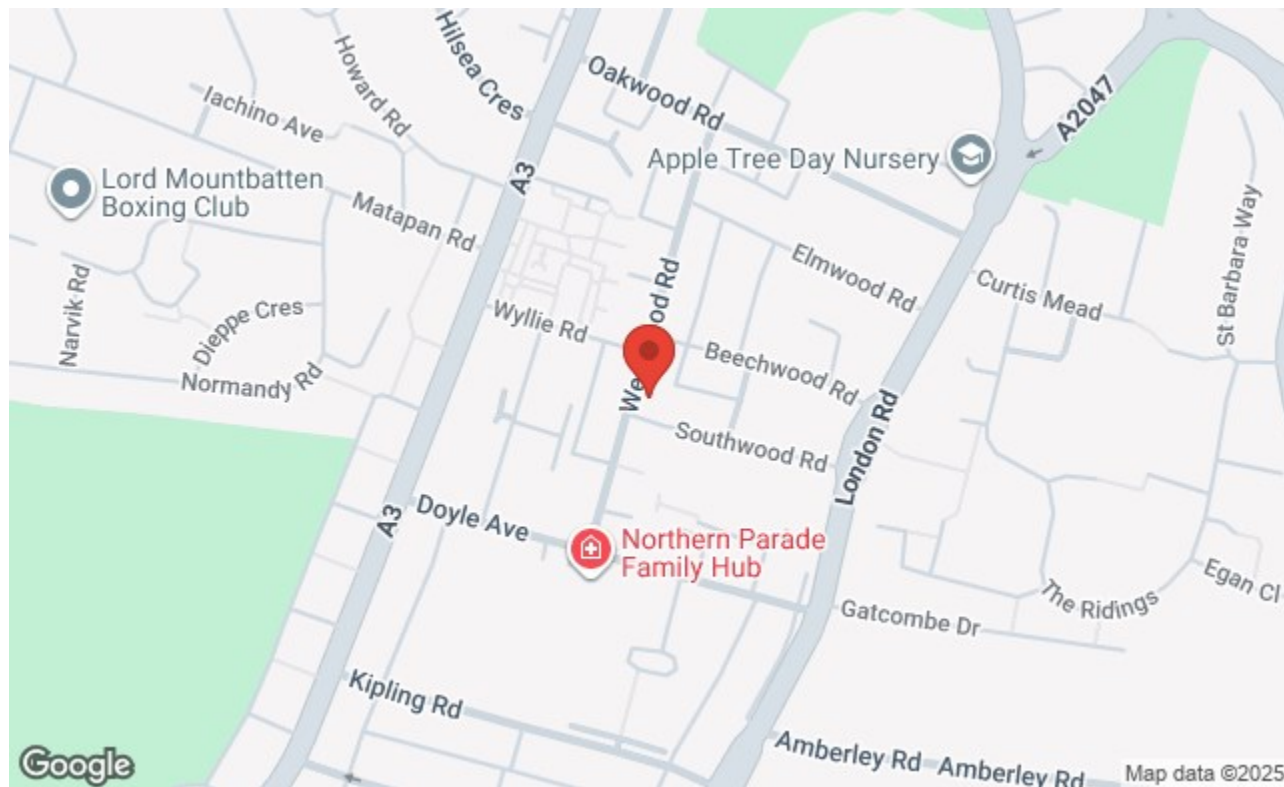 Hilsea Cres
Howard Rd
Iachino Ave
Oakwood Rd
A2047
A3
Apple Tree Day Nursery
Lord Mountbatten
Boxing Club
Matapan Rd
St Barbara Way
Elmwood Rd
Curtis Mead
Narvik Rd
Dieppe Cres
Wyllie Rd
Beechwood Rd
Normandy Rd
Southwood Rd
London Rd
A3
Doyle Ave
Northern Parade
Family Hub
Egan Cl
The Ridings
Gatcombe Dr
Kipling Rd
Amberley Rd Amberley Rd
Google
Map data ©2025